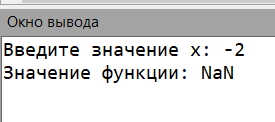 Окно вывода
Введите значение x: -2
Значение функции: NaN